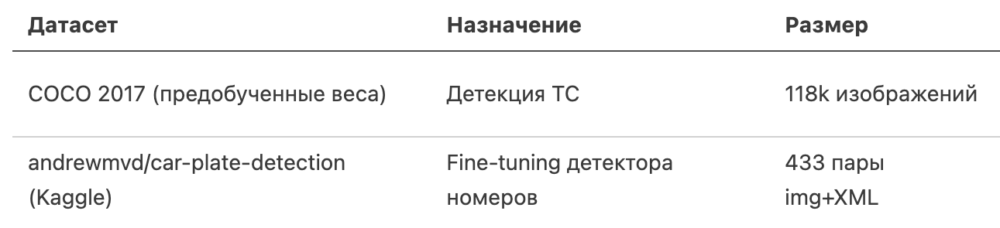 Датасет Назначение Размер
COCO 2017 (предобученные веса) Детекция ТС 118k изображений
andrewmvd/car-plate-detection Fine-tuning детектора 433 пары
(Kaggle) номеров img+XML